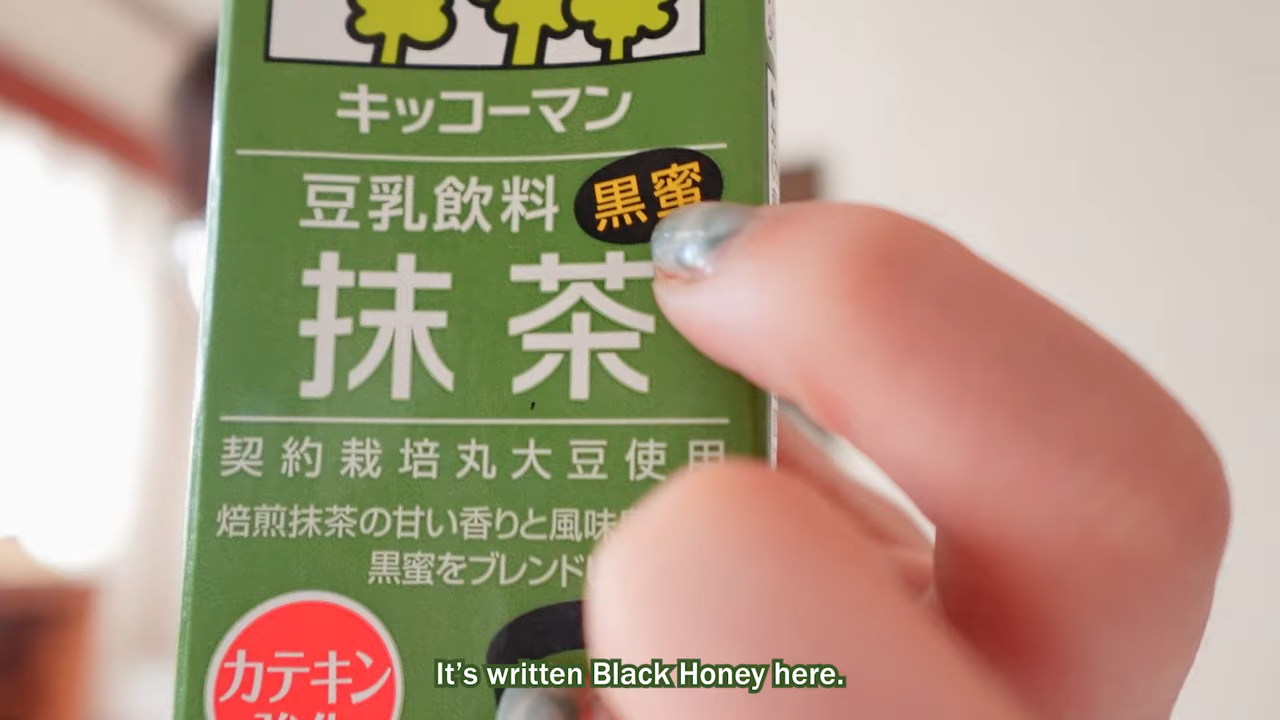 キッコーマン
豆乳飲料 黒蜜
抹茶
契約栽培丸大豆使用
焙煎抹茶の甘い香りと風味
黒蜜をブレンド
カテキン
It's written Black Honey here.